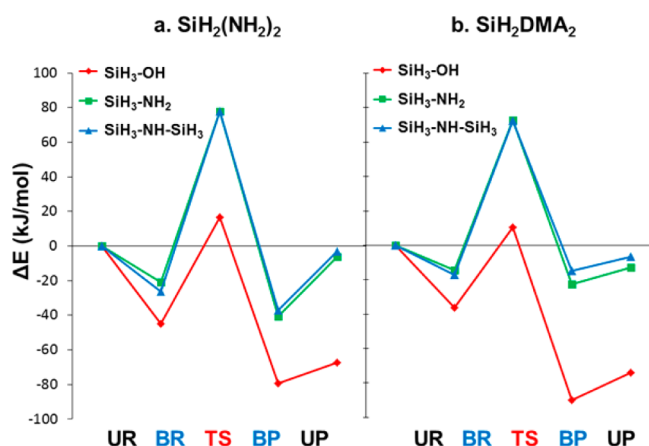 a. SiH₂(NH₂)₂
b. SiH₂DMA₂
ΔE (kJ/mol)
100
80
60
40
20
0
-20
-40
-60
-80
-100
SiH₃-OH
SiH₃-NH₂
SiH₃-NH-SiH₃
SiH₃-OH
SiH₃-NH₂
SiH₃-NH-SiH₃
UR BR TS BP UP
UR BR TS BP UP